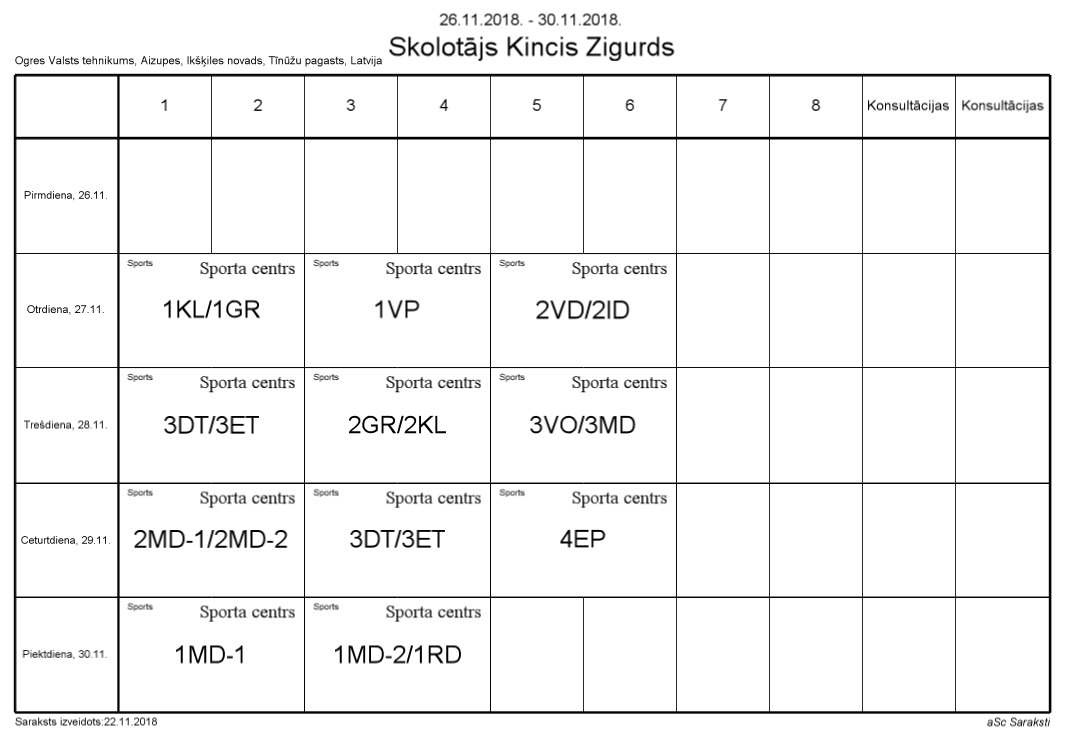 26.11.2018. - 30.11.2018.
Skolotājs Kincis Zigurds
Ogres Valsts tehnikums, Aizupes, Ikšķiles novads, Tīnūžu pagasts, Latvija
1 2 3 4 5 6 7 8 Konsultācijas Konsultācijas
Pirmdiena, 26.11.
Sports Sporta centrs Sports Sporta centrs Sports Sporta centrs
Otrdiena, 27.11. 1KL/1GR 1VP 2VD/2ID
Sports Sporta centrs Sports Sporta centrs Sports Sporta centrs
Trešdiena, 28.11. 3DT/3ET 2GR/2KL 3VO/3MD
Sports Sporta centrs Sports Sporta centrs Sports Sporta centrs
Ceturtdiena, 29.11. 2MD-1/2MD-2 3DT/3ET 4EP
Sports Sporta centrs Sports Sporta centrs
Piektdiena, 30.11. 1MD-1 1MD-2/1RD
Saraksts izveidots:22.11.2018 aSc Saraksti